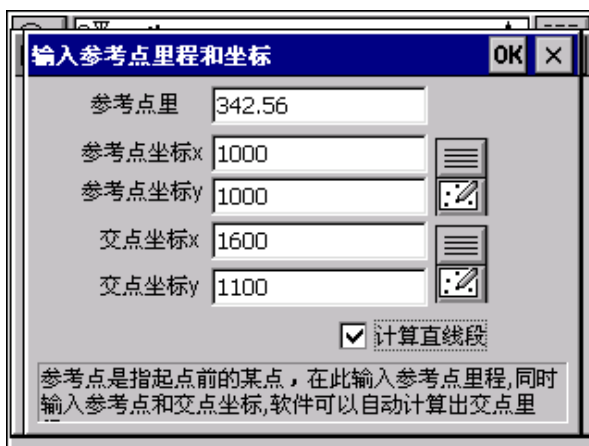 输入参考点里程和坐标 OK ×
参考点里 342.56
参考点坐标x 1000
参考点坐标y 1000
交点坐标x 1600
交点坐标y 1100
计算直线段
参考点是指起点前的某点，在此输入参考点里程,同时
输入参考点和交点坐标,软件可以自动计算出交点里